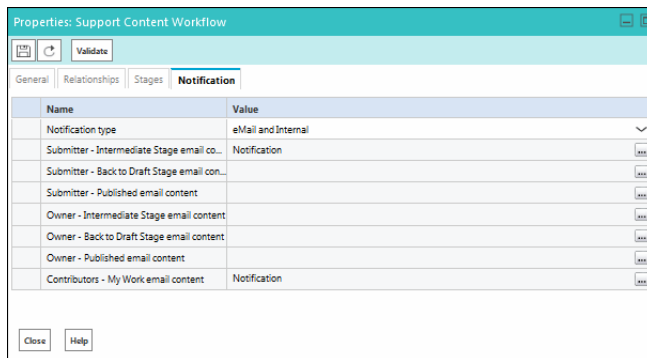 Properties: Support Content Workflow
Validate
General Relationships Stages Notification
Name Value
Notification type eMail and Internal
Submitter - Intermediate Stage email co... Notification
Submitter - Back to Draft Stage email con...
Submitter - Published email content
Owner - Intermediate Stage email content
Owner - Back to Draft Stage email content
Owner - Published email content
Contributors - My Work email content Notification
Close Help